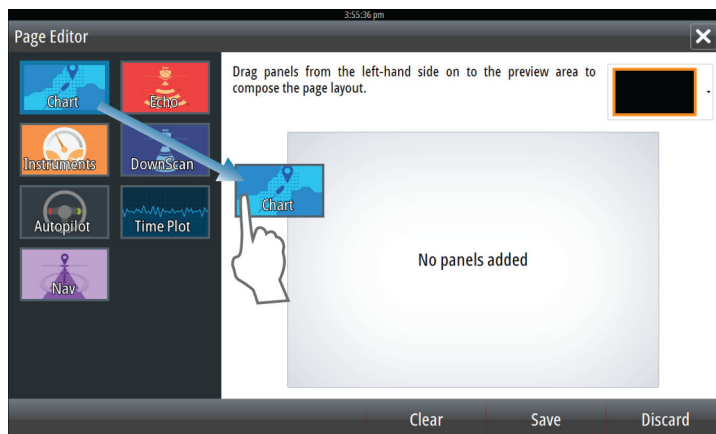 3:55:36 pm
Page Editor
Chart
Echo
Instruments
DownScan
Autopilot
Time Plot
Nav
Drag panels from the left-hand side on to the preview area to
compose the page layout.
Chart
No panels added
Clear
Save
Discard